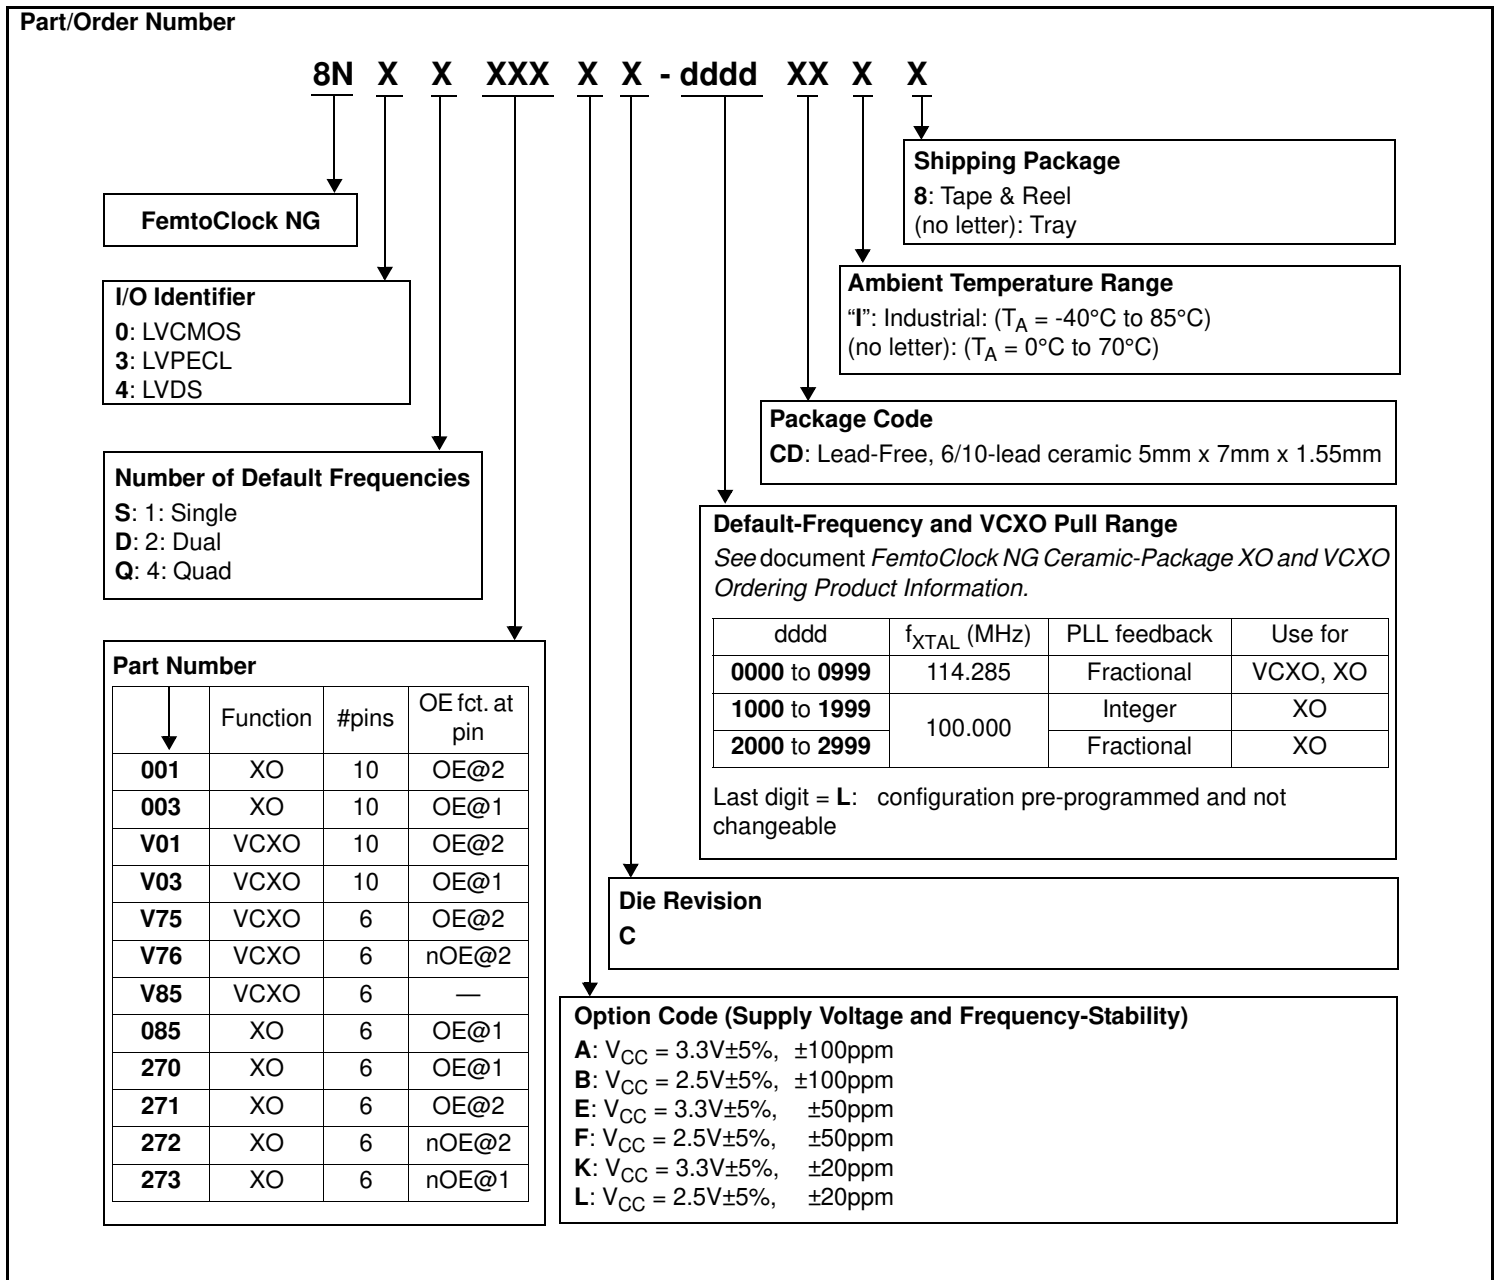 Part/Order Number
8N X X XXX X X - dddd XX X X
Shipping Package
8: Tape & Reel
(no letter): Tray
FemtoClock NG
Ambient Temperature Range
“I”: Industrial: (TA = -40°C to 85°C)
(no letter): (TA = 0°C to 70°C)
I/O Identifier
0: LVCMOS
3: LVPECL
4: LVDS
Package Code
CD: Lead-Free, 6/10-lead ceramic 5mm x 7mm x 1.55mm
Number of Default Frequencies
S: 1: Single
D: 2: Dual
Q: 4: Quad
Default-Frequency and VCXO Pull Range
See document FemtoClock NG Ceramic-Package XO and VCXO
Ordering Product Information.
dddd fXTAL (MHz) PLL feedback Use for
0000 to 0999 114.285 Fractional VCXO, XO
1000 to 1999 100.000 Integer XO
2000 to 2999 Fractional XO
Last digit = L: configuration pre-programmed and not
changeable
Part Number
Function #pins OE fct. at
pin
001 XO 10 OE@2
003 XO 10 OE@1
V01 VCXO 10 OE@2
V03 VCXO 10 OE@1
V75 VCXO 6 OE@2
V76 VCXO 6 nOE@2
V85 VCXO 6 —
085 XO 6 OE@1
270 XO 6 OE@1
271 XO 6 OE@2
272 XO 6 nOE@2
273 XO 6 nOE@1
Die Revision
C
Option Code (Supply Voltage and Frequency-Stability)
A: VCC = 3.3V±5%, ±100ppm
B: VCC = 2.5V±5%, ±100ppm
E: VCC = 3.3V±5%, ±50ppm
F: VCC = 2.5V±5%, ±50ppm
K: VCC = 3.3V±5%, ±20ppm
L: VCC = 2.5V±5%, ±20ppm